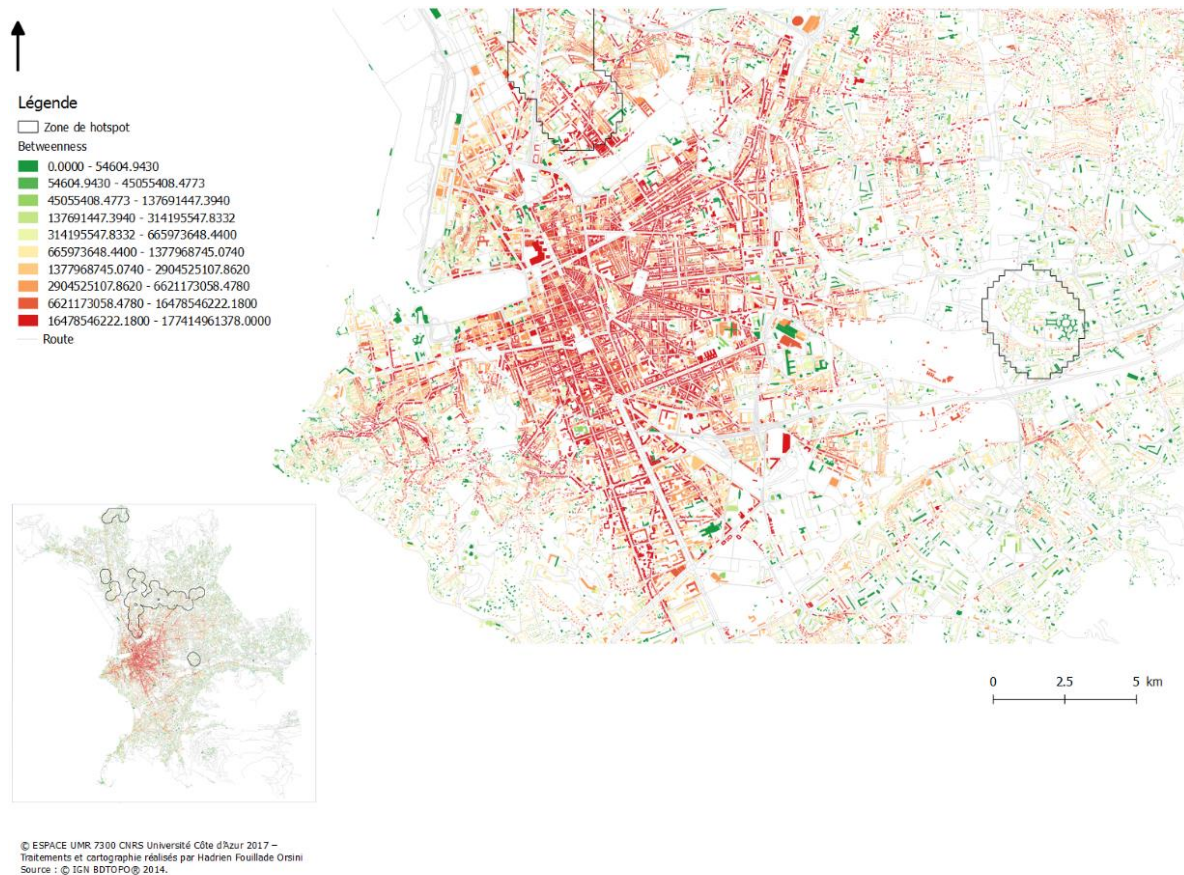 Légende
Zone de hotspot
Betweenness
0.0000 - 54604.9430
54604.9430 - 45055408.4773
45055408.4773 - 137691447.3940
137691447.3940 - 314195547.8332
314195547.8332 - 665973648.4400
665973648.4400 - 1377968745.0740
1377968745.0740 - 2904525107.8620
2904525107.8620 - 6621173058.4780
6621173058.4780 - 16478546222.1800
16478546222.1800 - 177414961378.0000
Route
0 2.5 5 km
© ESPACE UMR 7300 CNRS Université Côte d'Azur 2017 –
Traitements et cartographie réalisés par Hadrien Fouillade Orsini
Source : © IGN BDTOPO® 2014.